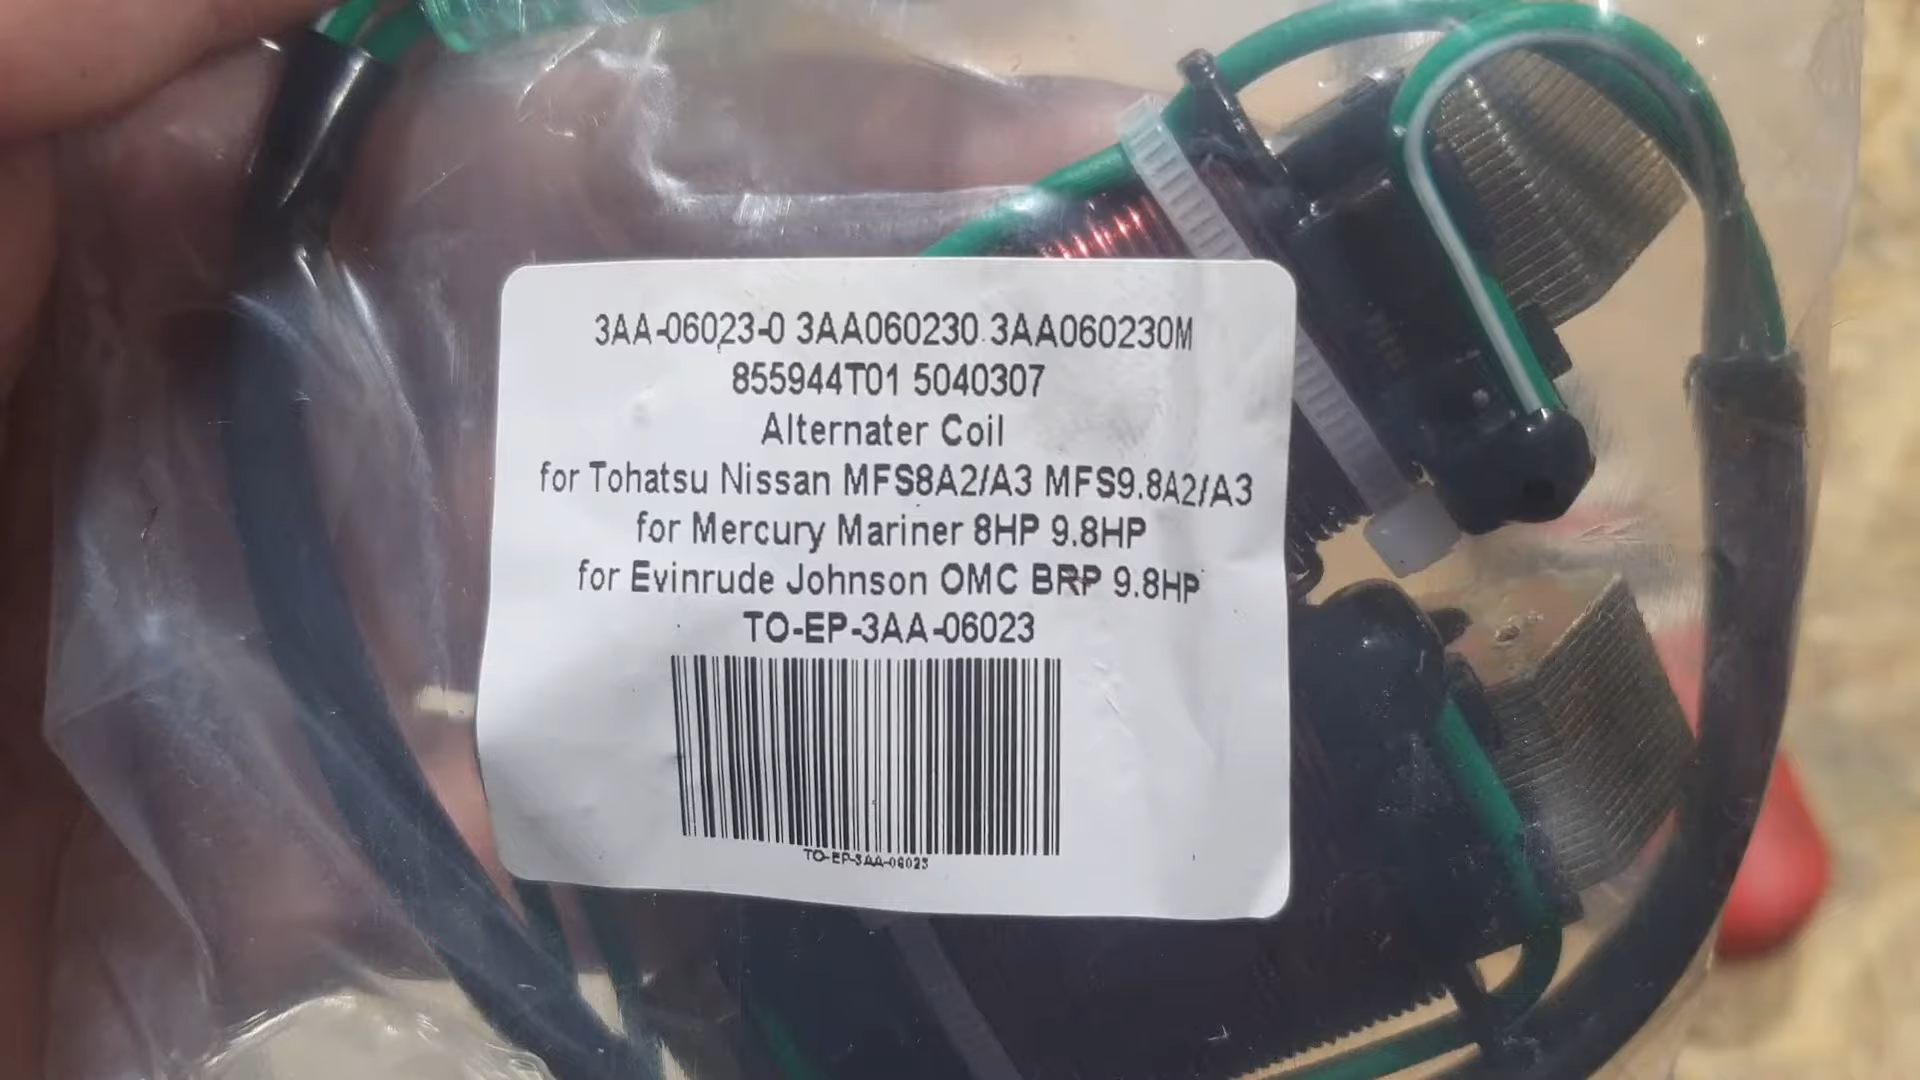 3AA-06023-0 3AA060230 3AA060230M
855944T01 5040307
Alternater Coil
for Tohatsu Nissan MFS8A2/A3 MFS9.8A2/A3
for Mercury Mariner 8HP 9.8HP
for Evinrude Johnson OMC BRP 9.8HP
TO-EP-3AA-06023
TO-EP-3AA-06023